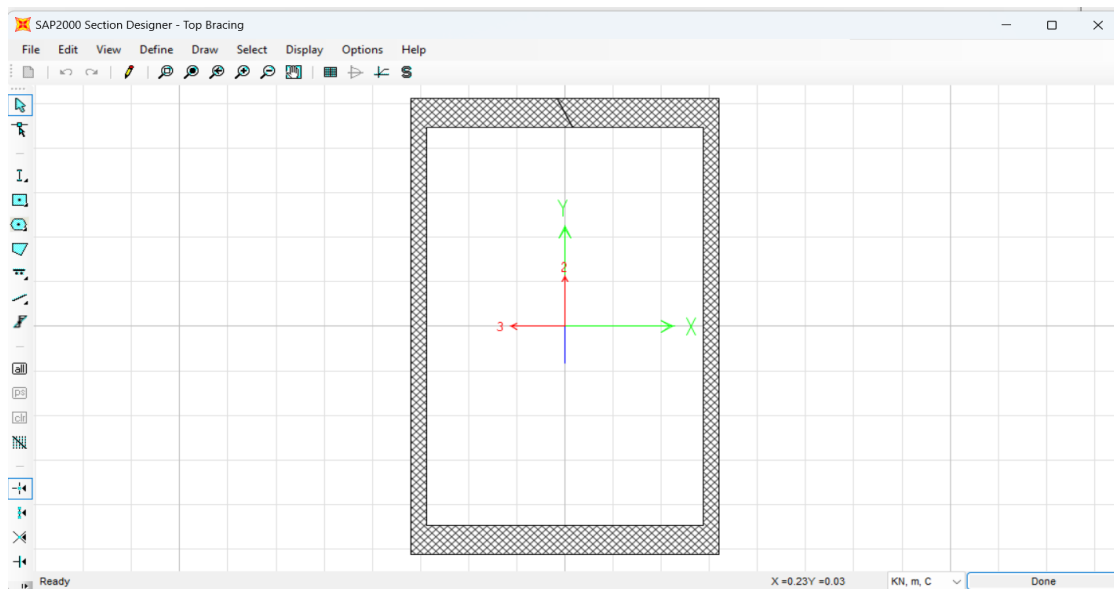 SAP2000 Section Designer - Top Bracing
File Edit View Define Draw Select Display Options Help
all
ps
clr
Y
2
3
X
Ready X =0.23Y =0.03 KN, m, C Done